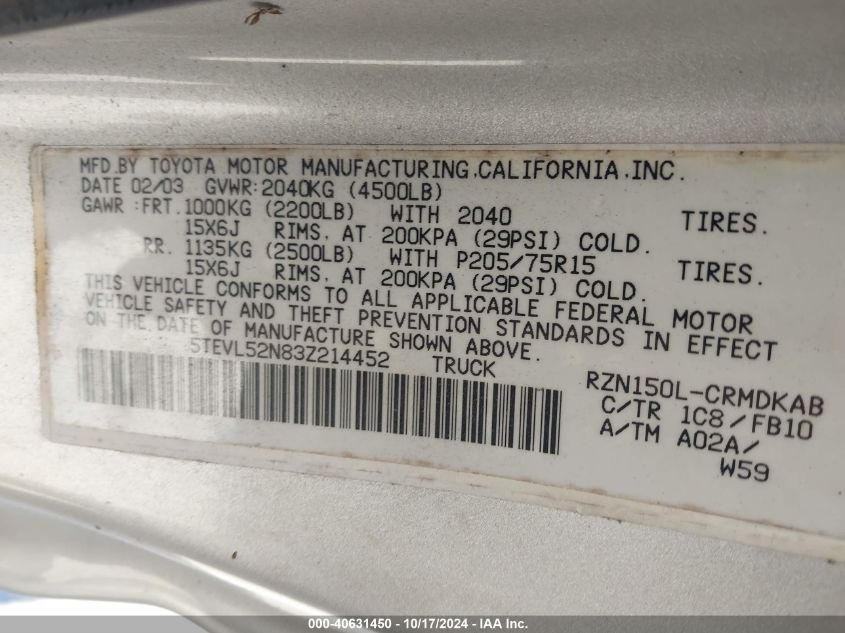 MFD.BY TOYOTA MOTOR MANUFACTURING.CALIFORNIA.INC.
DATE 02/03 GVWR:2040KG (4500LB)
GAWR :FRT.1000KG (2200LB) WITH 2040 TIRES.
15X6J RIMS. AT 200KPA (29PSI) COLD.
RR. 1135KG (2500LB) WITH P205/75R15 TIRES.
15X6J RIMS. AT 200KPA (29PSI) COLD.
THIS VEHICLE CONFORMS TO ALL APPLICABLE FEDERAL MOTOR
VEHICLE SAFETY AND THEFT PREVENTION STANDARDS IN EFFECT
ON THE DATE OF MANUFACTURE SHOWN ABOVE.
5TEVL52N83Z214452 TRUCK
RZN150L-CRMDKAB
C/TR 1C8/FB10
A/TM A02A/
W59
000-40631450 - 10/17/2024 - IAA Inc.